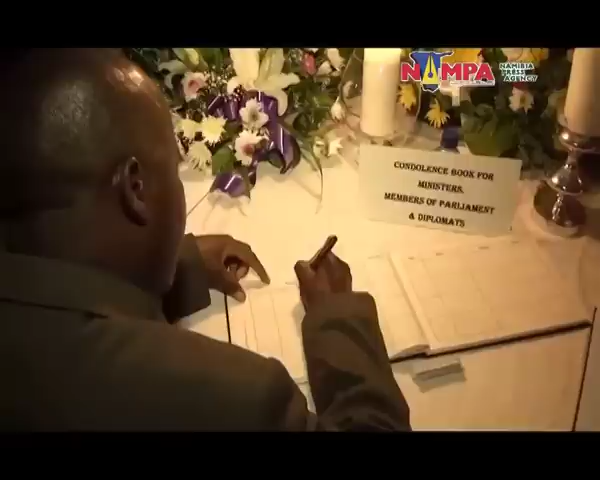 NAMPA
NAMIBIA
PRESS
AGENCY
CONDOLENCE BOOK FOR
MINISTERS,
MEMBERS OF PARLIAMENT
& DIPLOMATS